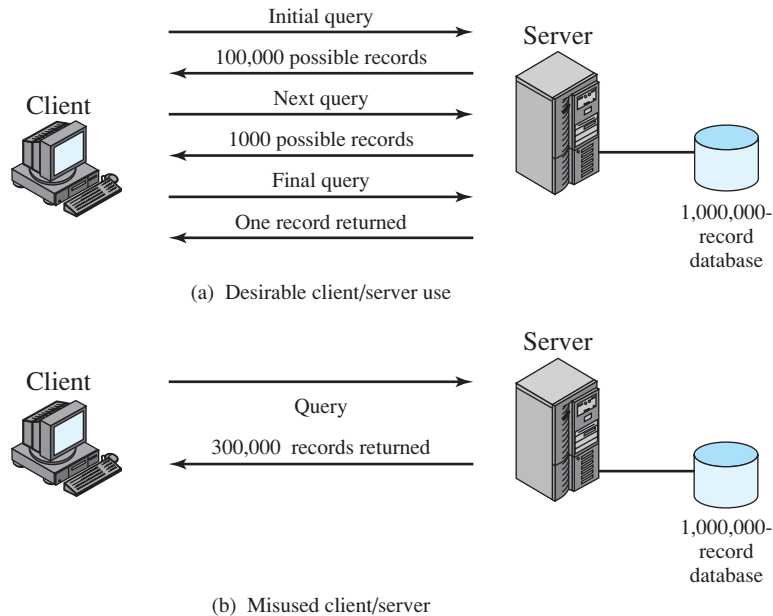 Initial query
Server
100,000 possible records
Client
Next query
1000 possible records
Final query
One record returned
1,000,000-
record
database
(a) Desirable client/server use
Server
Client
Query
300,000 records returned
1,000,000-
record
database
(b) Misused client/server